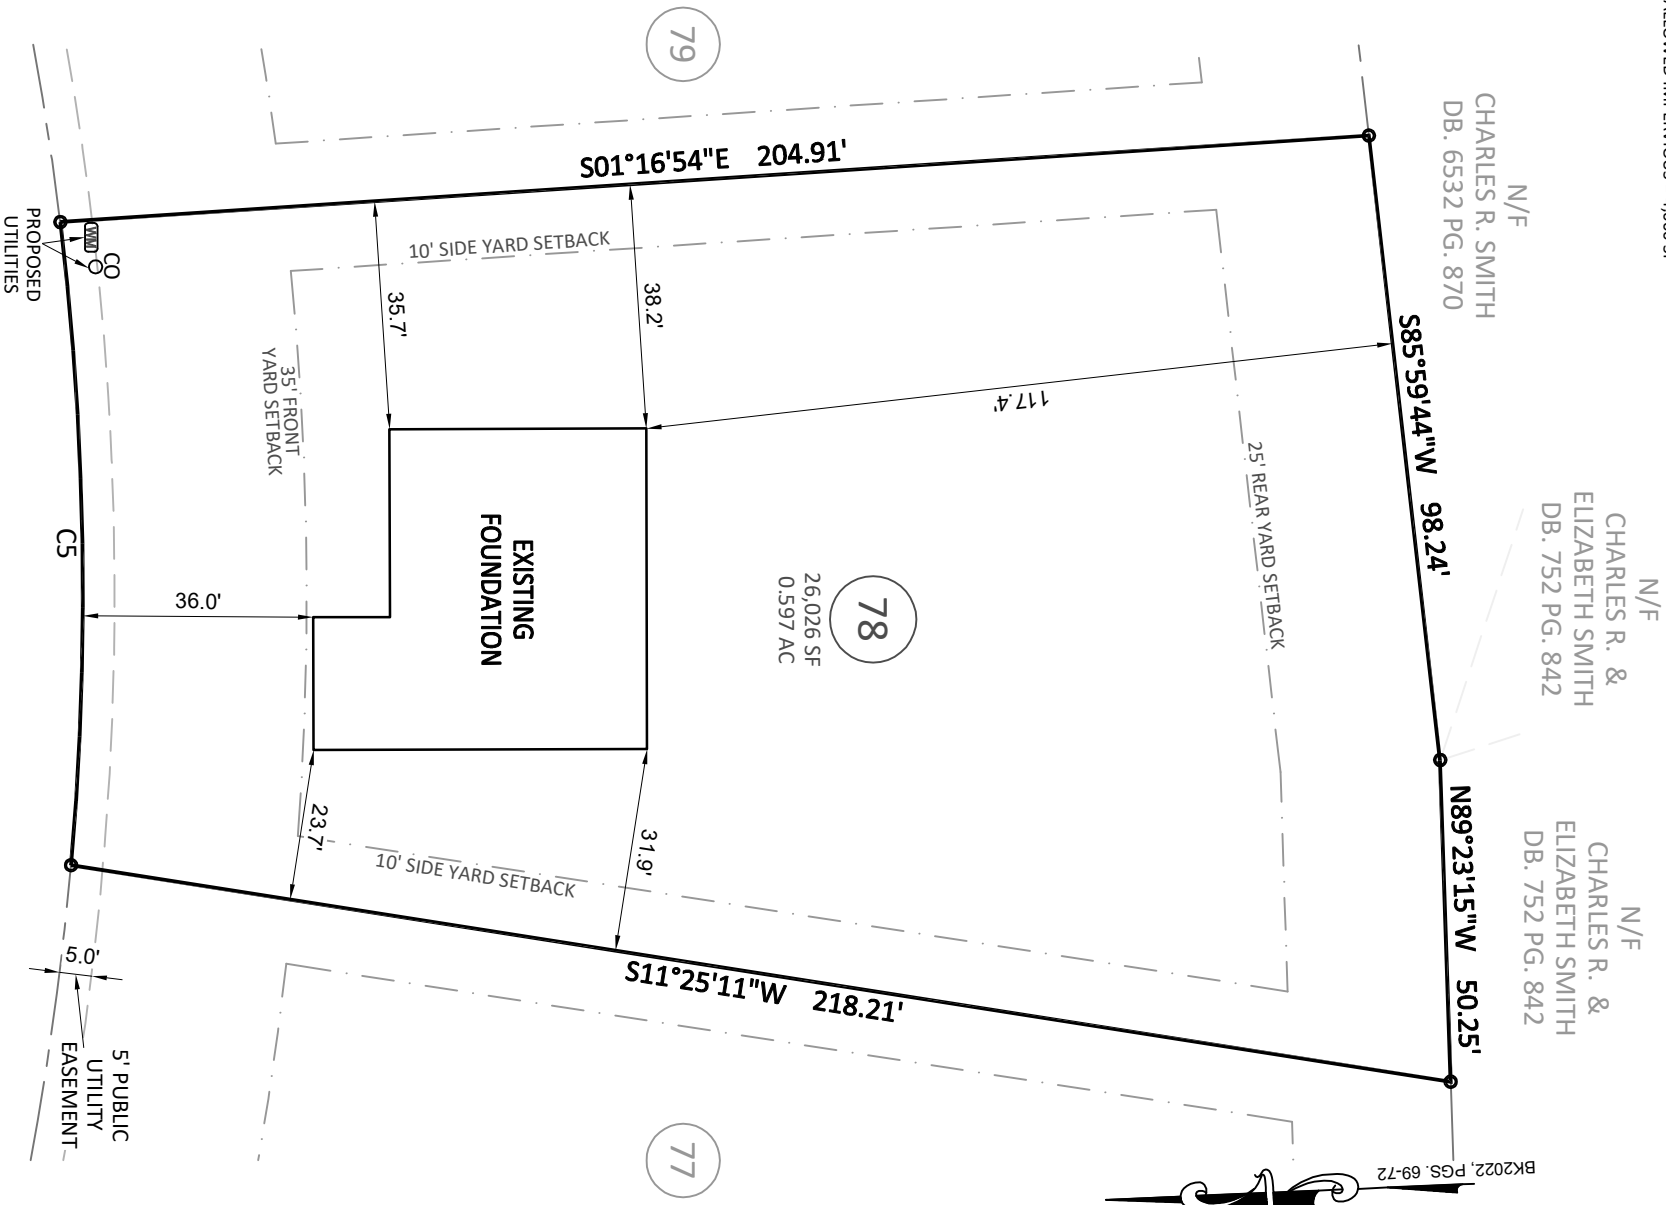 N/F
CHARLES R. SMITH
DB. 6532 PG. 870
N/F
CHARLES R. &
ELIZABETH SMITH
DB. 752 PG. 842
N/F
CHARLES R. &
ELIZABETH SMITH
DB. 752 PG. 842
BK2022, PGS. 69-72
S85°59'44"W 98.24'
N89°23'15"W 50.25'
S01°16'54"E 204.91'
S11°25'11"W 218.21'
25' REAR YARD SETBACK
117.4'
79
78
26,026 SF
0.597 AC
77
10' SIDE YARD SETBACK
38.2'
35.7'
EXISTING
FOUNDATION
31.9'
23.7'
10' SIDE YARD SETBACK
35' FRONT
YARD SETBACK
36.0'
C5
WM
CO
PROPOSED
UTILITIES
5.0'
5' PUBLIC
UTILITY
EASEMENT